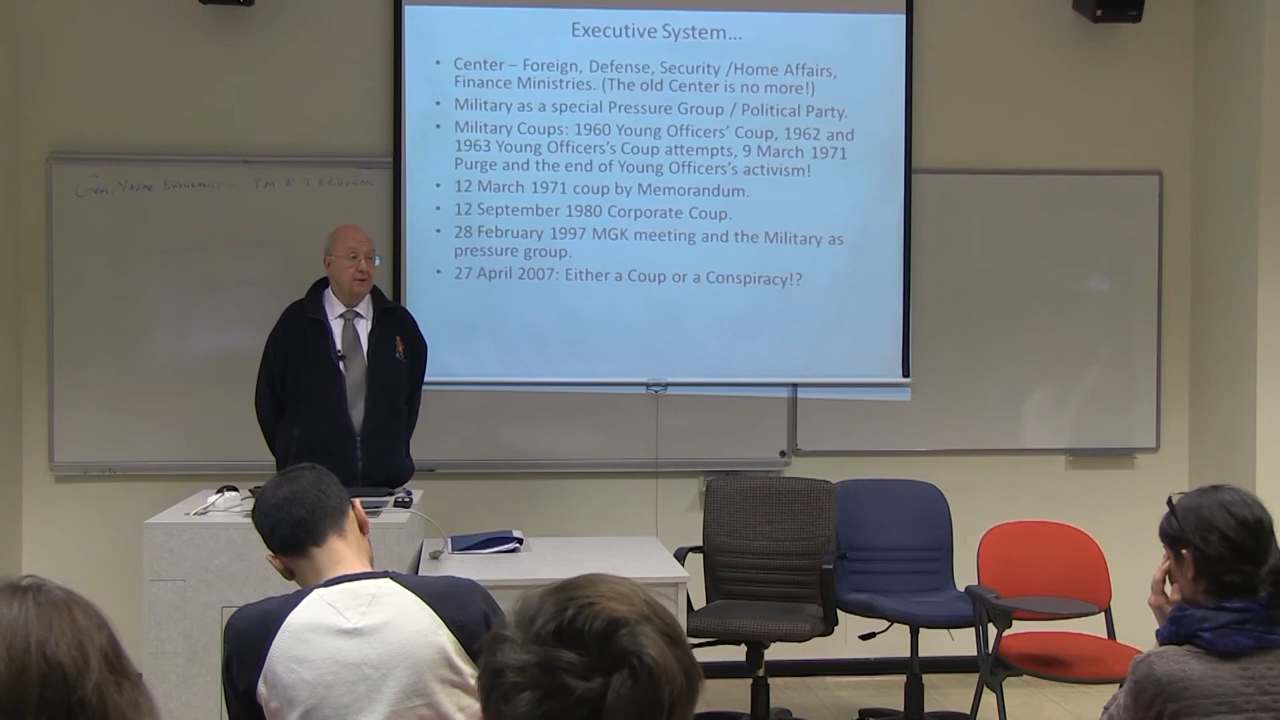 Executive System...
• Center – Foreign, Defense, Security /Home Affairs,
Finance Ministries. (The old Center is no more!)
• Military as a special Pressure Group / Political Party.
• Military Coups: 1960 Young Officers' Coup, 1962 and
1963 Young Officers's Coup attempts, 9 March 1971
Purge and the end of Young Officers's activism!
• 12 March 1971 coup by Memorandum.
• 12 September 1980 Corporate Coup.
• 28 February 1997 MGK meeting and the Military as
pressure group.
• 27 April 2007: Either a Coup or a Conspiracy!?
Gen. Yaşar – PM R T ERDOGAN